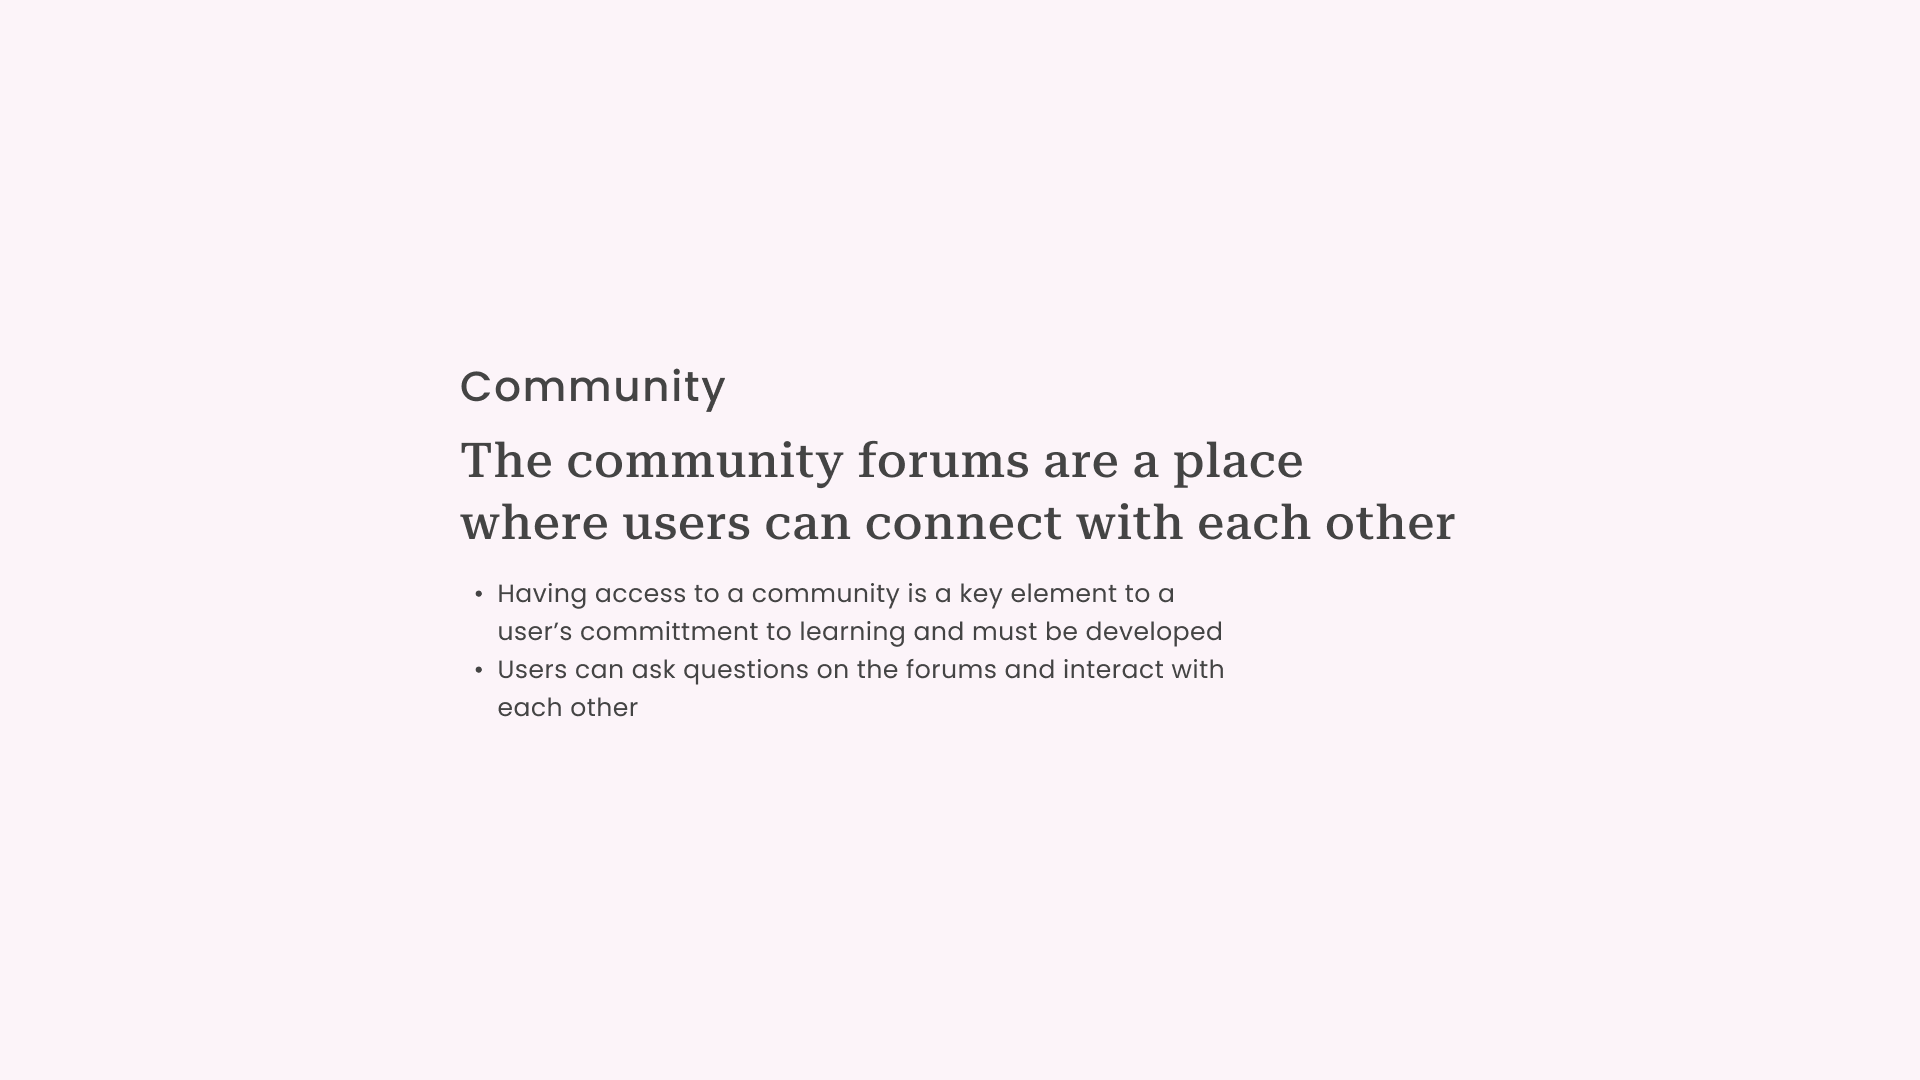 Community
The community forums are a place
where users can connect with each other
• Having access to a community is a key element to a
user’s committment to learning and must be developed
• Users can ask questions on the forums and interact with
each other